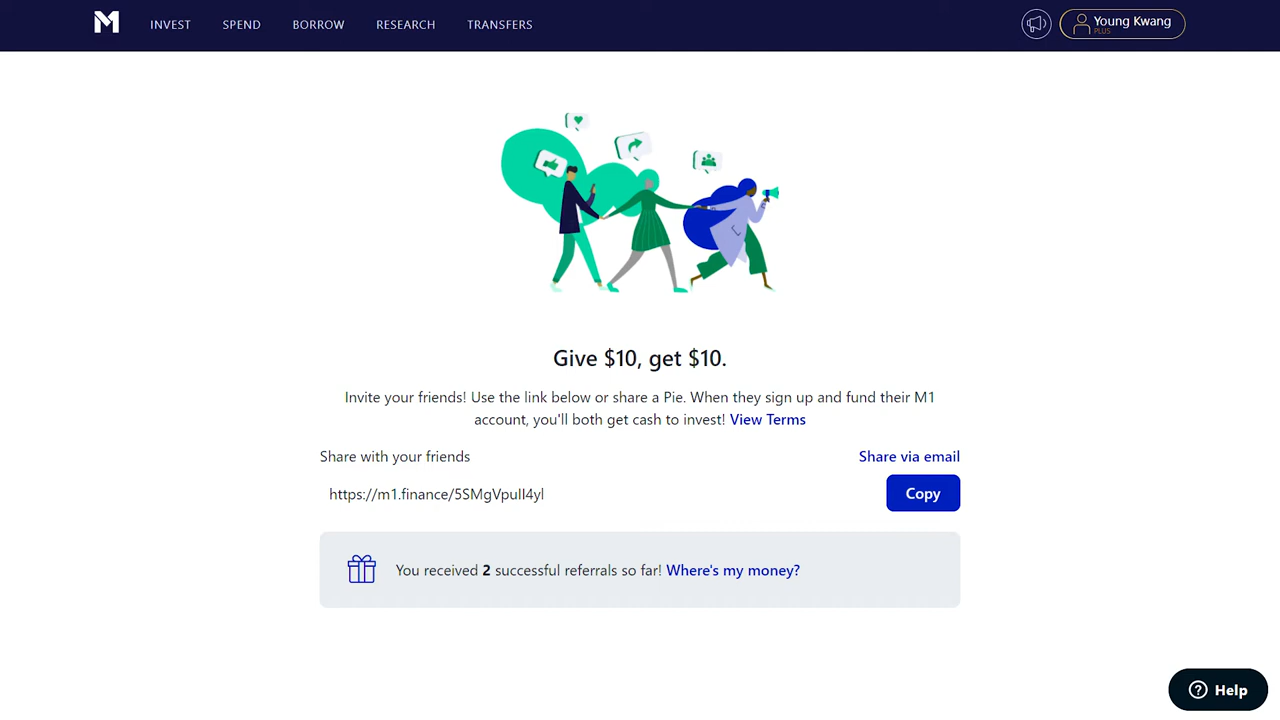 INVEST SPEND BORROW RESEARCH TRANSFERS Young Kwang
PLUS
Give $10, get $10.
Invite your friends! Use the link below or share a Pie. When they sign up and fund their M1
account, you'll both get cash to invest! View Terms
Share with your friends Share via email
https://m1.finance/5SMgVpulI4yl Copy
You received 2 successful referrals so far! Where's my money?
Help